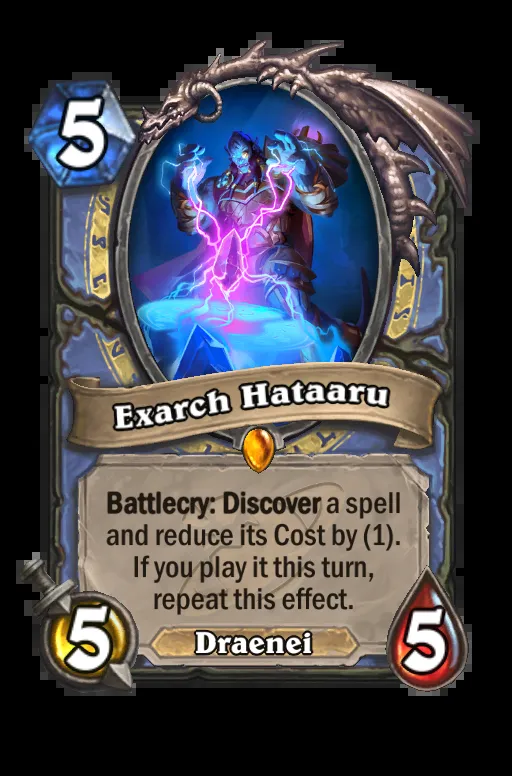 5
Exarch Hataaru
Battlecry: Discover a spell
and reduce its Cost by (1).
If you play it this turn,
repeat this effect.
5
Draenei
5